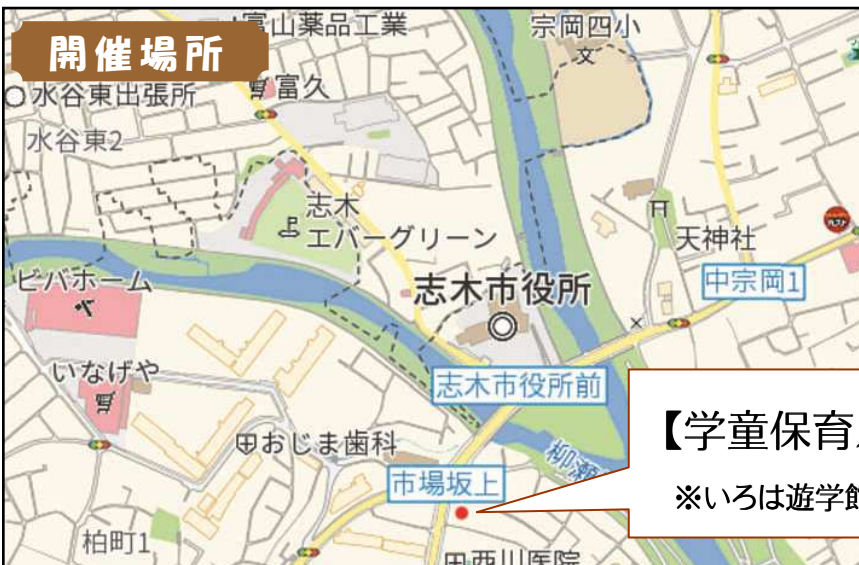 開催場所
富山薬品工業
宗岡四小
文
水谷東出張所
富久
水谷東2
志木
エバーグリーン
天神社
ビバホーム
志木市役所
中宗岡1
いなげや
志木市役所前
【学童保育
※いろは遊学館
おじま歯科
柳瀬
市場坂上
柏町1
西川医院